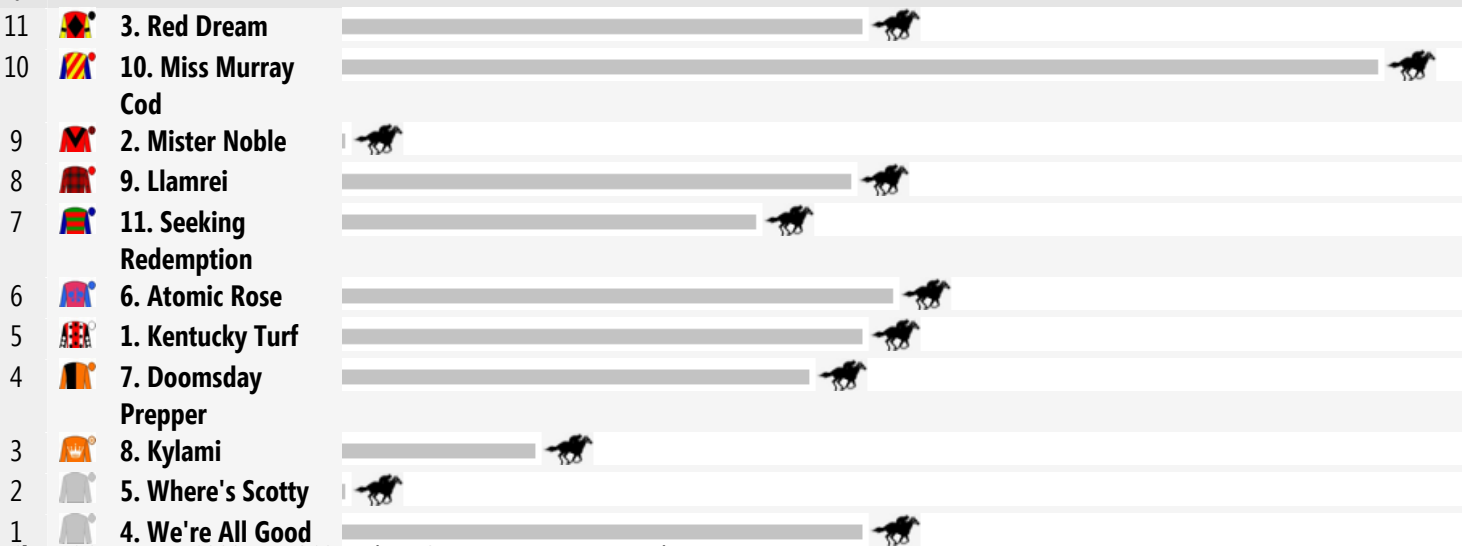 11 3. Red Dream
10 10. Miss Murray
Cod
9 2. Mister Noble
8 9. Llamrei
7 11. Seeking
Redemption
6 6. Atomic Rose
5 1. Kentucky Turf
4 7. Doomsday
Prepper
3 8. Kylami
2 5. Where's Scotty
1 4. We're All Good